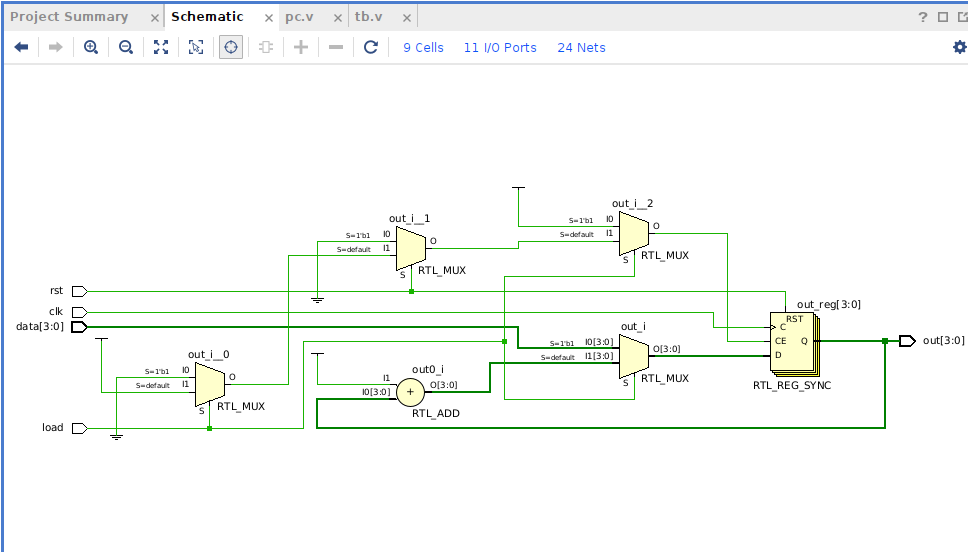 Project Summary × Schematic × pc.v × tb.v × ? 
9 Cells 11 I/O Ports 24 Nets
out_i__2
out_i__1
S=1'b1 I0
S=default I1
O
S
RTL_MUX
S=1'b1 I0
S=default I1
O
S
RTL_MUX
rst
clk
data[3:0]
out_reg[3:0]
RST
C
CE
D
Q
RTL_REG_SYNC
out[3:0]
out_i
S=1'b1 I0[3:0]
S=default I1[3:0]
O[3:0]
S
RTL_MUX
out_i__0
S=1'b1 I0
S=default I1
O
S
RTL_MUX
out0_i
I1
I0[3:0]
+
O[3:0]
RTL_ADD
load